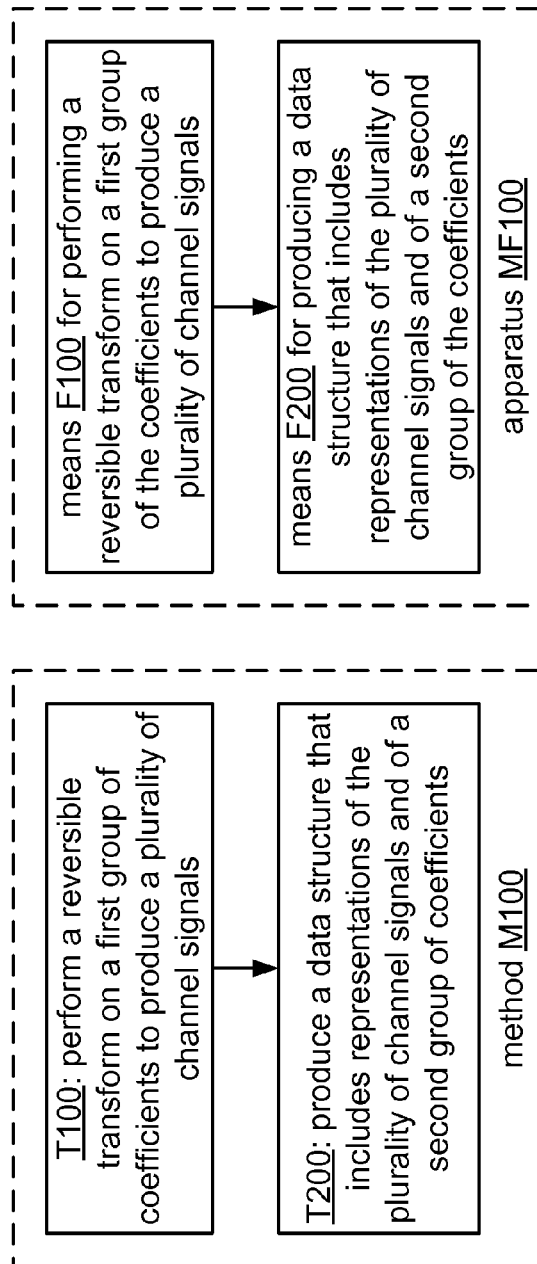 T100: perform a reversible
transform on a first group of
coefficients to produce a plurality of
channel signals
T200: produce a data structure that
includes representations of the
plurality of channel signals and of a
second group of coefficients
method M100
means F100 for performing a
reversible transform on a first group
of the coefficients to produce a
plurality of channel signals
means F200 for producing a data
structure that includes
representations of the plurality of
channel signals and of a second
group of the coefficients
apparatus MF100